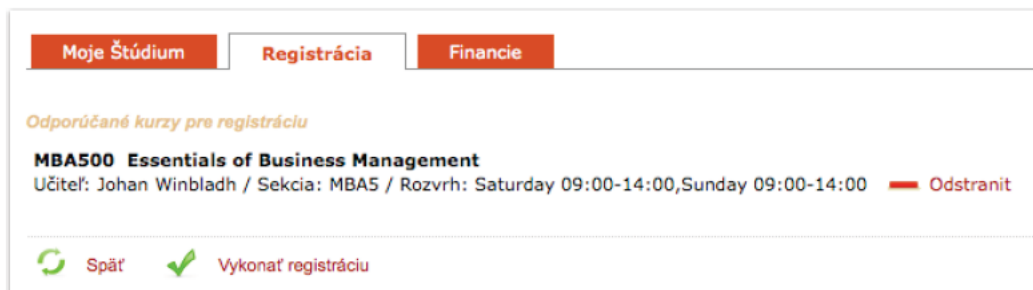 Moje Štúdium Registrácia Financie
Odporúčané kurzy pre registráciu
MBA500 Essentials of Business Management
Učiteľ: Johan Winbladh / Sekcia: MBA5 / Rozvrh: Saturday 09:00-14:00,Sunday 09:00-14:00 Odstranit
Späť Vykonať registráciu